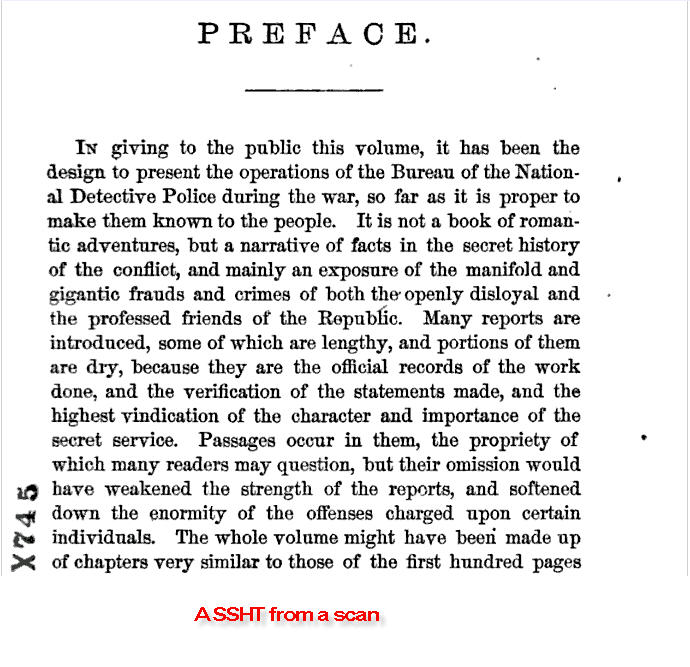 PREFACE.
IN giving to the public this volume, it has been the
design to present the operations of the Bureau of the Nation-
al Detective Police during the war, so far as it is proper to
make them known to the people. It is not a book of roman-
tic adventures, but a narrative of facts in the secret history
of the conflict, and mainly an exposure of the manifold and
gigantic frauds and crimes of both the openly disloyal and
the professed friends of the Republic. Many reports are
introduced, some of which are lengthy, and portions of them
are dry, because they are the official records of the work
done, and the verification of the statements made, and the
highest vindication of the character and importance of the
secret service. Passages occur in them, the propriety of
which many readers may question, but their omission would
have weakened the strength of the reports, and softened
down the enormity of the offenses charged upon certain
individuals. The whole volume might have been made up
of chapters very similar to those of the first hundred pages
X745
A SSHT from a scan